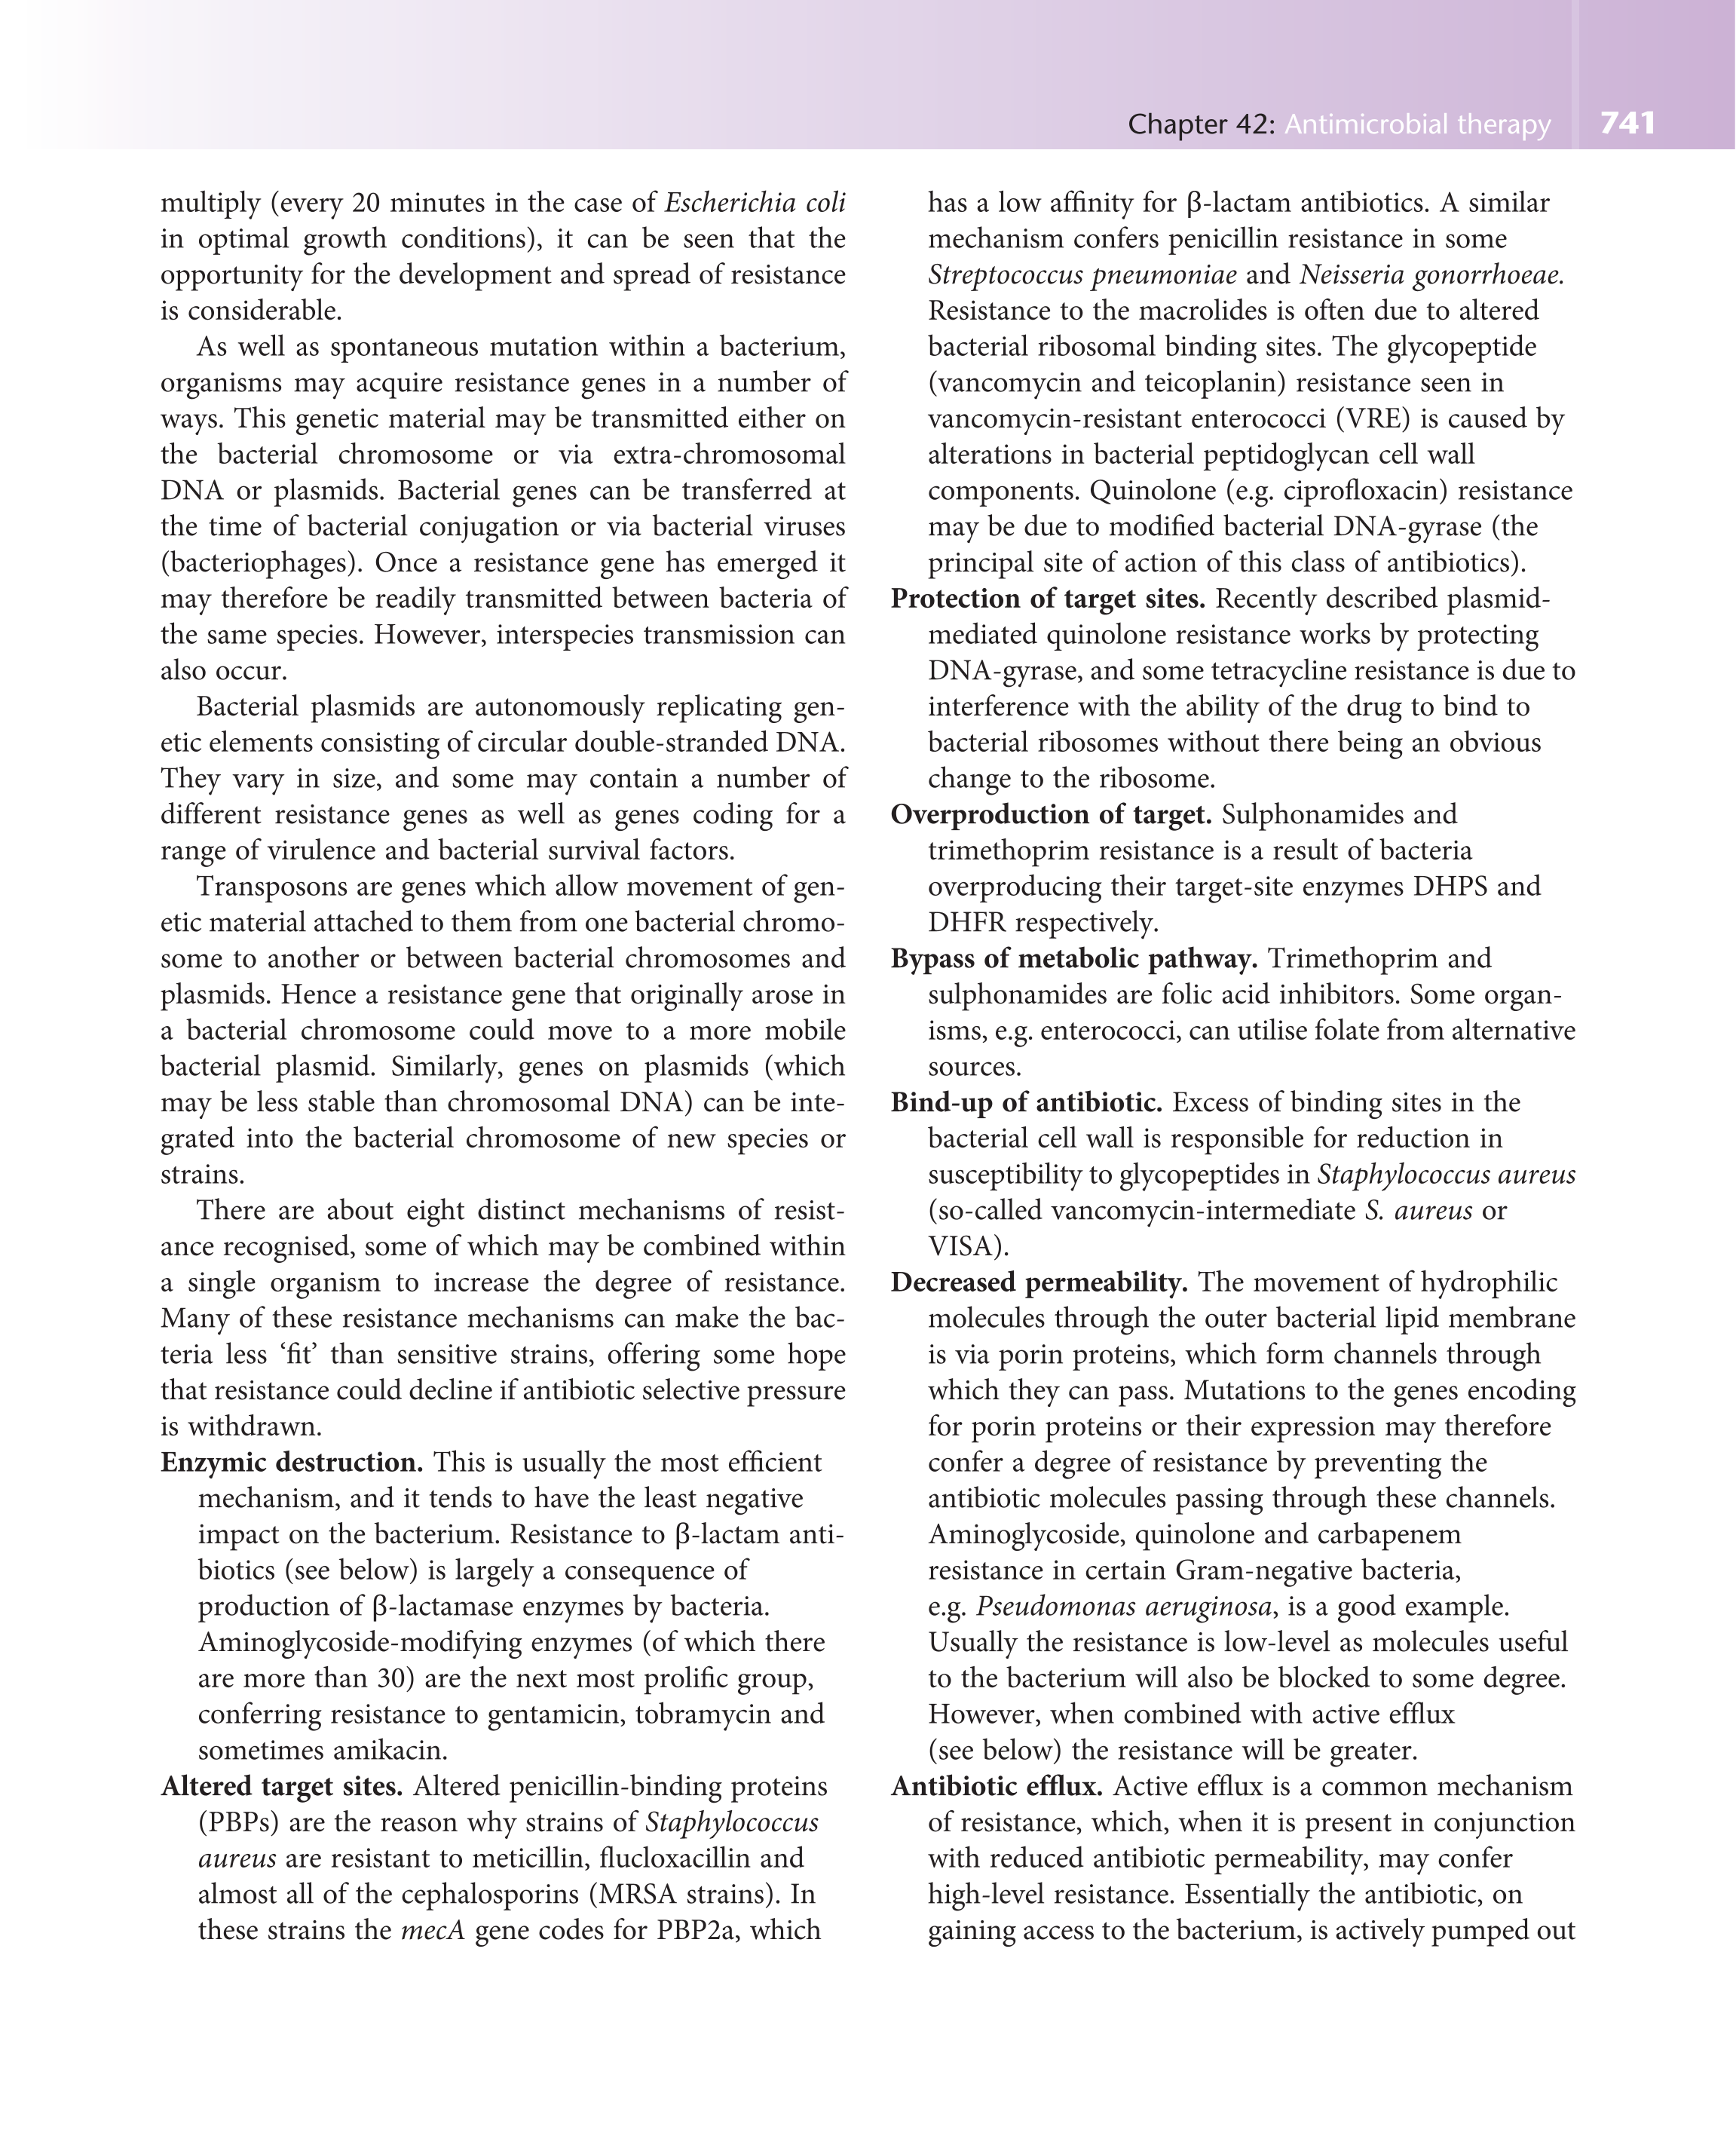 Chapter 42: Antimicrobial therapy 741
multiply (every 20 minutes in the case of Escherichia coli
in optimal growth conditions), it can be seen that the
opportunity for the development and spread of resistance
is considerable.
As well as spontaneous mutation within a bacterium,
organisms may acquire resistance genes in a number of
ways. This genetic material may be transmitted either on
the bacterial chromosome or via extra-chromosomal
DNA or plasmids. Bacterial genes can be transferred at
the time of bacterial conjugation or via bacterial viruses
(bacteriophages). Once a resistance gene has emerged it
may therefore be readily transmitted between bacteria of
the same species. However, interspecies transmission can
also occur.
Bacterial plasmids are autonomously replicating gen-
etic elements consisting of circular double-stranded DNA.
They vary in size, and some may contain a number of
different resistance genes as well as genes coding for a
range of virulence and bacterial survival factors.
Transposons are genes which allow movement of gen-
etic material attached to them from one bacterial chromo-
some to another or between bacterial chromosomes and
plasmids. Hence a resistance gene that originally arose in
a bacterial chromosome could move to a more mobile
bacterial plasmid. Similarly, genes on plasmids (which
may be less stable than chromosomal DNA) can be inte-
grated into the bacterial chromosome of new species or
strains.
There are about eight distinct mechanisms of resist-
ance recognised, some of which may be combined within
a single organism to increase the degree of resistance.
Many of these resistance mechanisms can make the bac-
teria less ‘fit’ than sensitive strains, offering some hope
that resistance could decline if antibiotic selective pressure
is withdrawn.
Enzymic destruction. This is usually the most efficient
mechanism, and it tends to have the least negative
impact on the bacterium. Resistance to β-lactam anti-
biotics (see below) is largely a consequence of
production of β-lactamase enzymes by bacteria.
Aminoglycoside-modifying enzymes (of which there
are more than 30) are the next most prolific group,
conferring resistance to gentamicin, tobramycin and
sometimes amikacin.
Altered target sites. Altered penicillin-binding proteins
(PBPs) are the reason why strains of Staphylococcus
aureus are resistant to meticillin, flucloxacillin and
almost all of the cephalosporins (MRSA strains). In
these strains the mecA gene codes for PBP2a, which
has a low affinity for β-lactam antibiotics. A similar
mechanism confers penicillin resistance in some
Streptococcus pneumoniae and Neisseria gonorrhoeae.
Resistance to the macrolides is often due to altered
bacterial ribosomal binding sites. The glycopeptide
(vancomycin and teicoplanin) resistance seen in
vancomycin-resistant enterococci (VRE) is caused by
alterations in bacterial peptidoglycan cell wall
components. Quinolone (e.g. ciprofloxacin) resistance
may be due to modified bacterial DNA-gyrase (the
principal site of action of this class of antibiotics).
Protection of target sites. Recently described plasmid-
mediated quinolone resistance works by protecting
DNA-gyrase, and some tetracycline resistance is due to
interference with the ability of the drug to bind to
bacterial ribosomes without there being an obvious
change to the ribosome.
Overproduction of target. Sulphonamides and
trimethoprim resistance is a result of bacteria
overproducing their target-site enzymes DHPS and
DHFR respectively.
Bypass of metabolic pathway. Trimethoprim and
sulphonamides are folic acid inhibitors. Some organ-
isms, e.g. enterococci, can utilise folate from alternative
sources.
Bind-up of antibiotic. Excess of binding sites in the
bacterial cell wall is responsible for reduction in
susceptibility to glycopeptides in Staphylococcus aureus
(so-called vancomycin-intermediate S. aureus or
VISA).
Decreased permeability. The movement of hydrophilic
molecules through the outer bacterial lipid membrane
is via porin proteins, which form channels through
which they can pass. Mutations to the genes encoding
for porin proteins or their expression may therefore
confer a degree of resistance by preventing the
antibiotic molecules passing through these channels.
Aminoglycoside, quinolone and carbapenem
resistance in certain Gram-negative bacteria,
e.g. Pseudomonas aeruginosa, is a good example.
Usually the resistance is low-level as molecules useful
to the bacterium will also be blocked to some degree.
However, when combined with active efflux
(see below) the resistance will be greater.
Antibiotic efflux. Active efflux is a common mechanism
of resistance, which, when it is present in conjunction
with reduced antibiotic permeability, may confer
high-level resistance. Essentially the antibiotic, on
gaining access to the bacterium, is actively pumped out